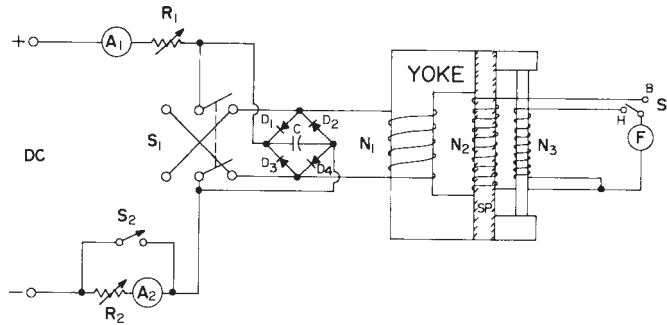 R1
+
A1
YOKE
B
S
H
D1
C
D2
S1
N1
N2
N3
F
DC
D3
D4
S2
SP.
−
R2
A2